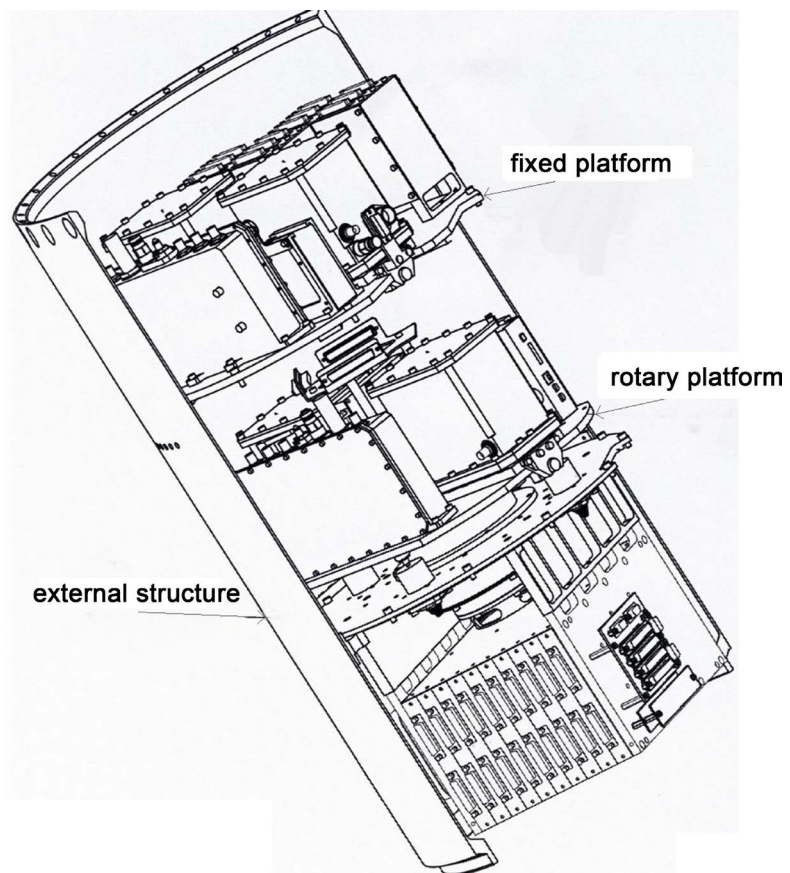 fixed platform
rotary platform
external structure